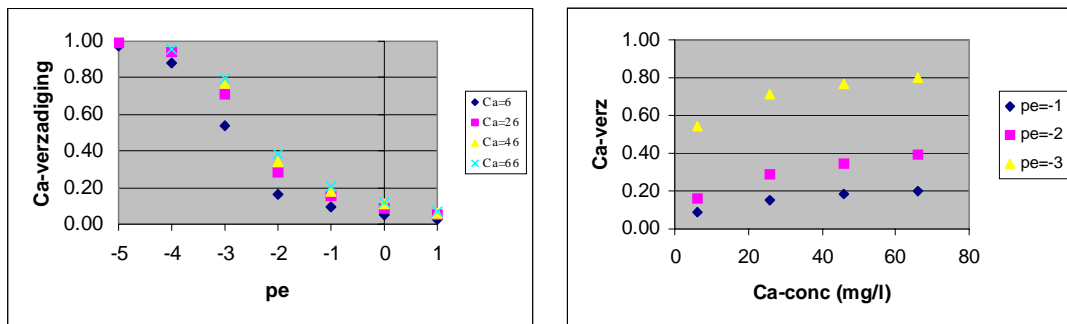 1.00
0.80
0.60
0.40
0.20
0.00
Ca-verzadiging
-5 -4 -3 -2 -1 0 1
pe
Ca=6
Ca=26
Ca=46
Ca=66
1.00
0.80
0.60
0.40
0.20
0.00
Ca-verz
0 20 40 60 80
Ca-conc (mg/l)
pe=-1
pe=-2
pe=-3